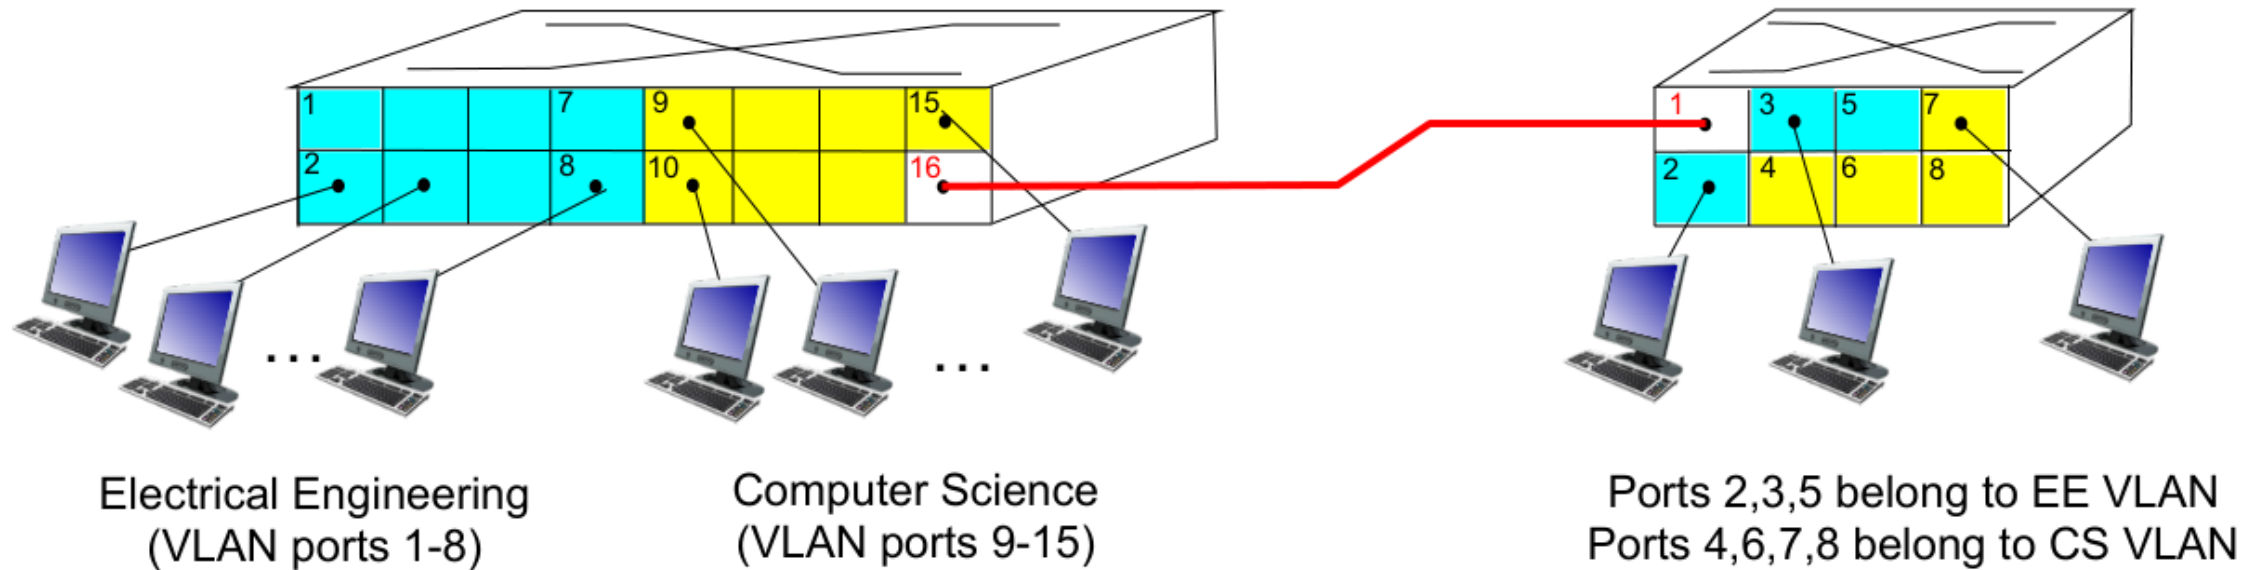 1 7 9 15
2 8 10 16
1 3 5 7
2 4 6 8
... ...
Electrical Engineering
(VLAN ports 1-8)
Computer Science
(VLAN ports 9-15)
Ports 2,3,5 belong to EE VLAN
Ports 4,6,7,8 belong to CS VLAN